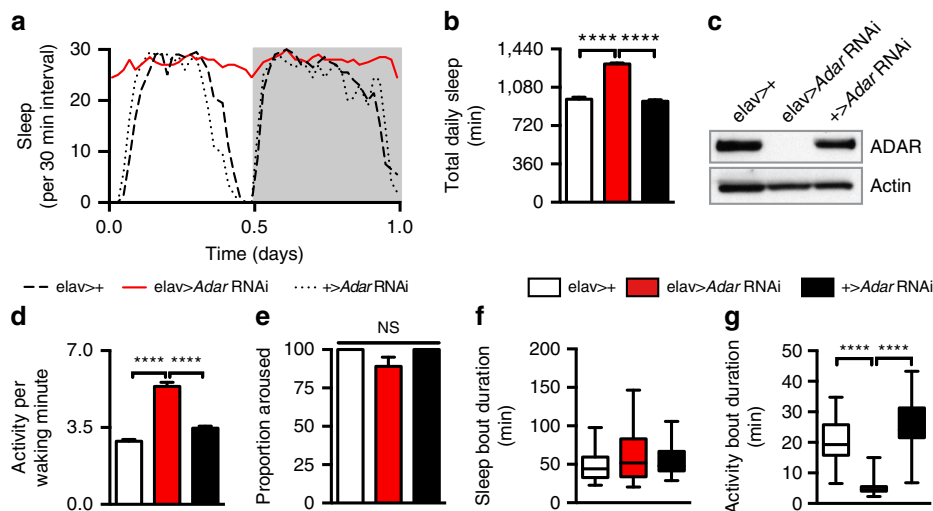 a
Sleep
(per 30 min interval)
30
20
10
0
0.0
0.5
1.0
Time (days)
b
Total daily sleep
(min)
1,440
1,080
720
360
0
**** ****
c
elav>+
elav>Adar RNAi
+>Adar RNAi
ADAR
Actin
elav>+
elav>Adar RNAi
+>Adar RNAi
elav>+
elav>Adar RNAi
+>Adar RNAi
d
Activity per
waking minute
7.0
3.5
0.0
**** ****
e
Proportion aroused
100
75
50
25
0
NS
f
Sleep bout duration
(min)
200
150
100
50
0
g
Activity bout duration
(min)
50
40
30
20
10
0
**** ****